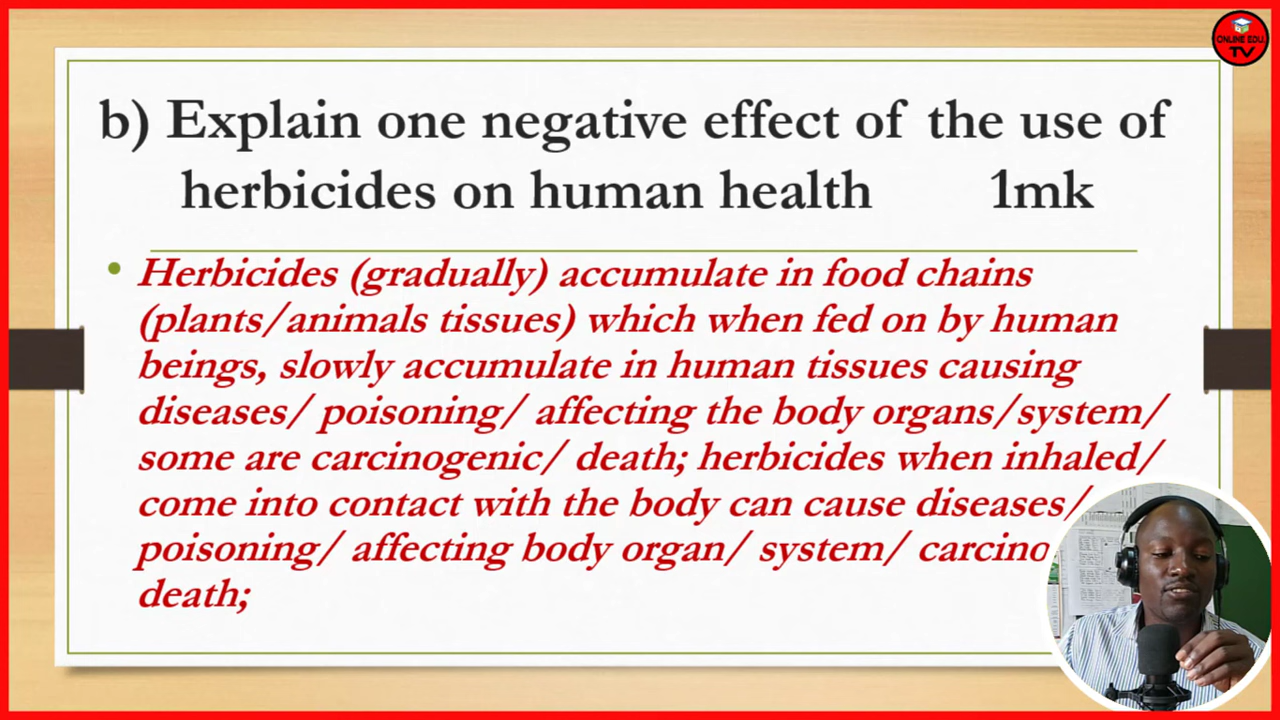 ONLINE EDU.
TV
b) Explain one negative effect of the use of
herbicides on human health 1mk
• Herbicides (gradually) accumulate in food chains
(plants/animals tissues) which when fed on by human
beings, slowly accumulate in human tissues causing
diseases/ poisoning/ affecting the body organs/system/
some are carcinogenic/ death; herbicides when inhaled/
come into contact with the body can cause diseases/
poisoning/ affecting body organ/ system/ carcino
death;